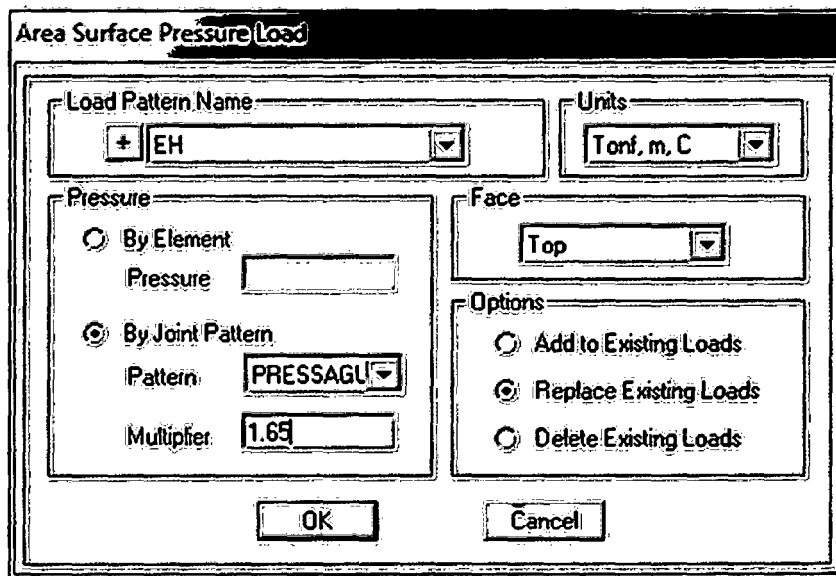 Area Surface Pressure Load
Load Pattern Name
+ EH
Units
Tonf, m, C
Pressure
By Element
Pressure
By Joint Pattern
Pattern PRESSAGU
Multiplier 1.65
Face
Top
Options
Add to Existing Loads
Replace Existing Loads
Delete Existing Loads
OK Cancel